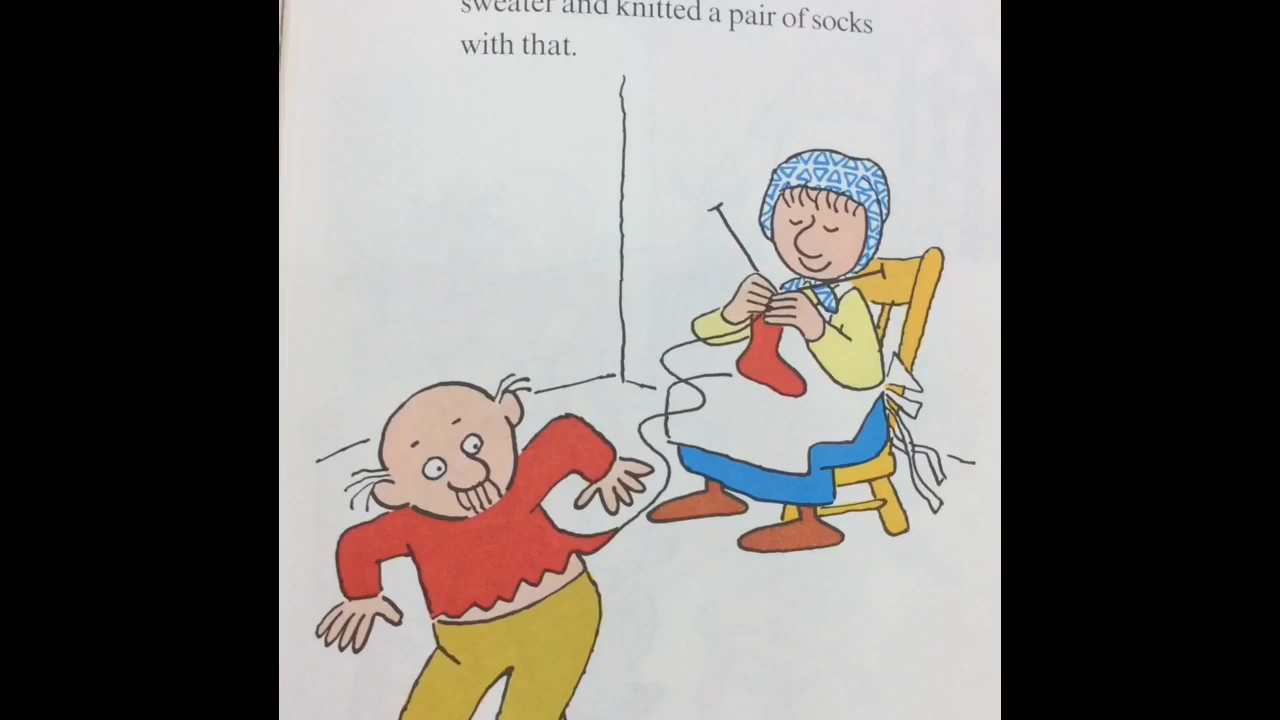 sweater and knitted a pair of socks
with that.